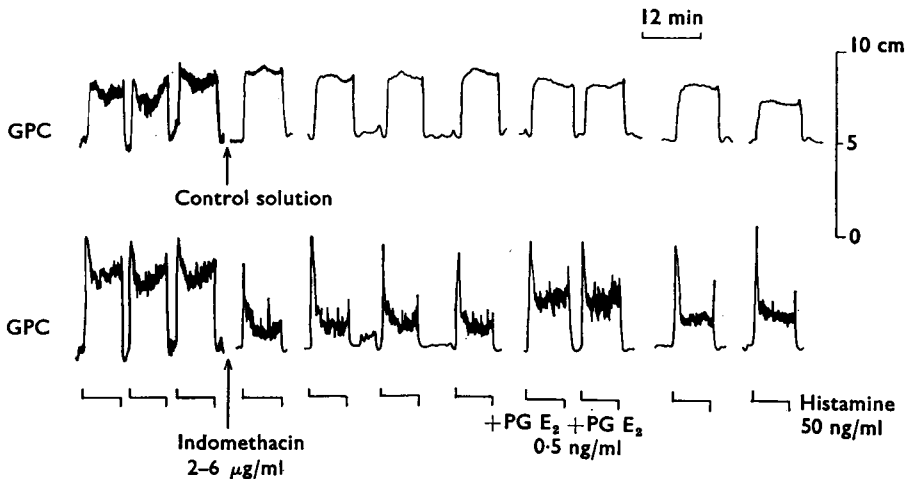 12 min
10 cm
GPC
5
Control solution
0
GPC
Histamine
50 ng/ml
+PG E₂ +PG E₂
0·5 ng/ml
Indomethacin
2–6 μg/ml